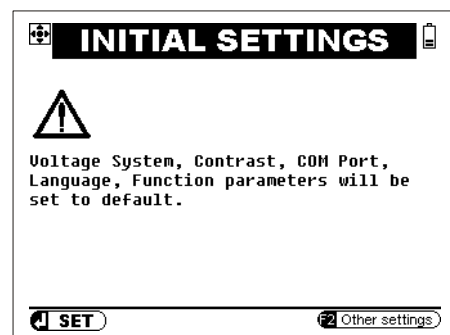 INITIAL SETTINGS
Voltage System, Contrast, COM Port,
Language, Function parameters will be
set to default.
SET
F2 Other settings